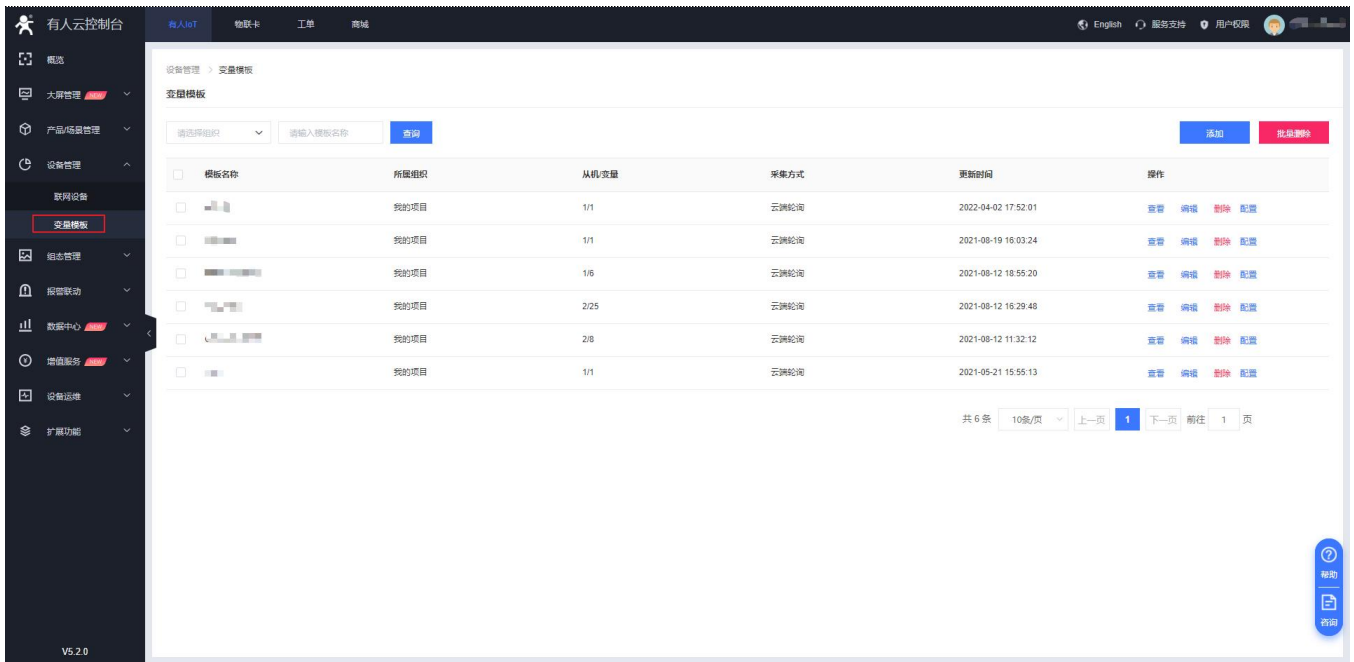 有人云控制台
有人IoT 物联卡 工单 商城
English 服务支持 用户权限
概览
大屏管理 NEW
产品/场景管理
设备管理
联网设备
变量模板
组态管理
报警联动
数据中心 NEW
增值服务 NEW
设备运维
扩展功能
V5.2.0
设备管理 > 变量模板
变量模板
请选择组织 请输入模板名称 查询 添加 批量删除
模板名称 所属组织 从机/变量 采集方式 更新时间 操作
我的项目 1/1 云端轮询 2022-04-02 17:52:01 查看 编辑 删除 配置
我的项目 1/1 云端轮询 2021-08-19 16:03:24 查看 编辑 删除 配置
我的项目 1/6 云端轮询 2021-08-12 18:55:20 查看 编辑 删除 配置
我的项目 2/25 云端轮询 2021-08-12 16:29:48 查看 编辑 删除 配置
我的项目 2/8 云端轮询 2021-08-12 11:32:12 查看 编辑 删除 配置
我的项目 1/1 云端轮询 2021-05-21 15:55:13 查看 编辑 删除 配置
共 6 条 10条/页 上一页 1 下一页 前往 1 页
帮助
咨询